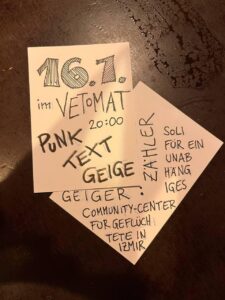 16.1.
im VETOMAT
20:00
PUNK
TEXT
GEIGE
GEIGER:
ZÄHLER
SOLI
FÜR EIN
UNAB
HÄNG
IGES
COMMUNITY-CENTER
FÜR GEFLÜCH
TETE IN
IZMIR